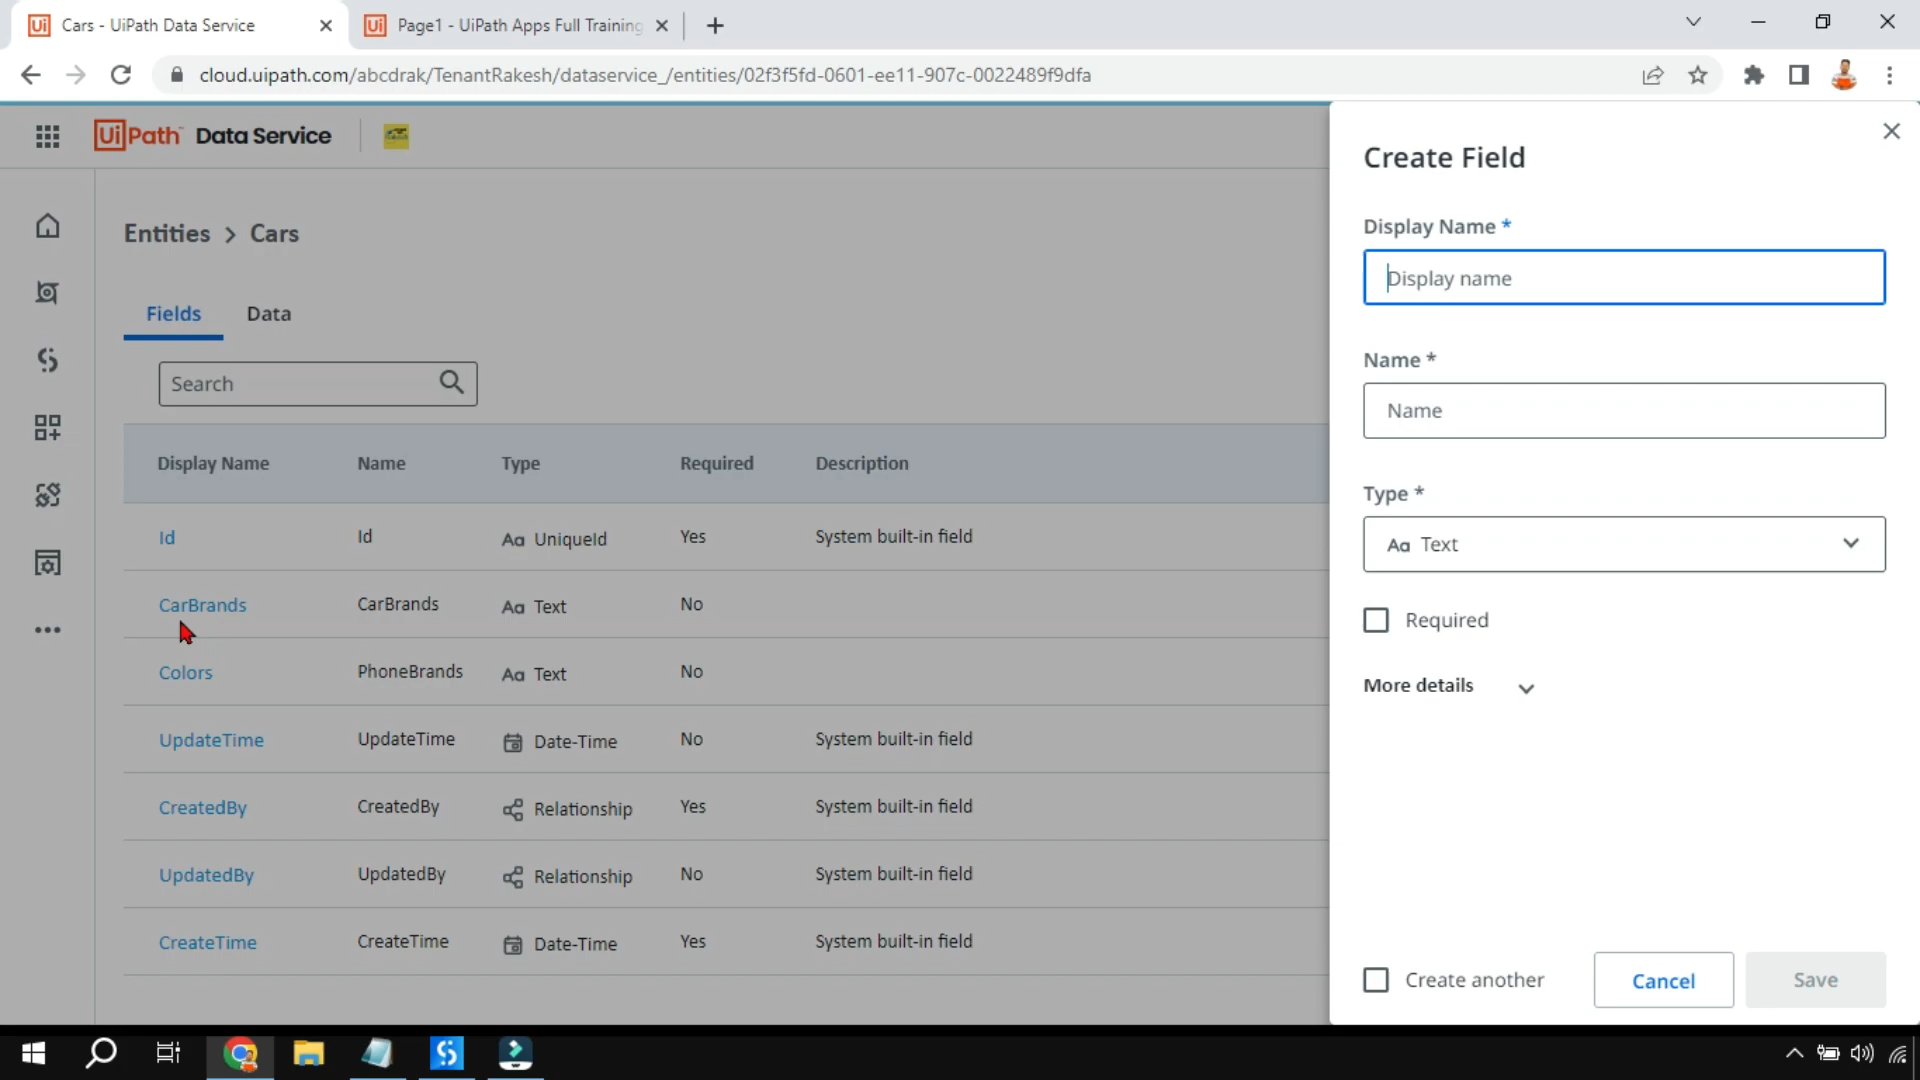 Cars - UiPath Data Service
Page1 - UiPath Apps Full Training
cloud.uipath.com/abcdrak/TenantRakesh/dataservice_/entities/02f3f5fd-0601-ee11-907c-0022489f9dfa
UiPath Data Service
Entities > Cars
Fields Data
Search
Display Name Name Type Required Description
Id Id Aa UniqueId Yes System built-in field
CarBrands CarBrands Aa Text No
Colors PhoneBrands Aa Text No
UpdateTime UpdateTime Date-Time No System built-in field
CreatedBy CreatedBy Relationship Yes System built-in field
UpdatedBy UpdatedBy Relationship No System built-in field
CreateTime CreateTime Date-Time Yes System built-in field
Create Field
Display Name *
Display name
Name *
Name
Type *
Aa Text
Required
More details
Create another Cancel Save